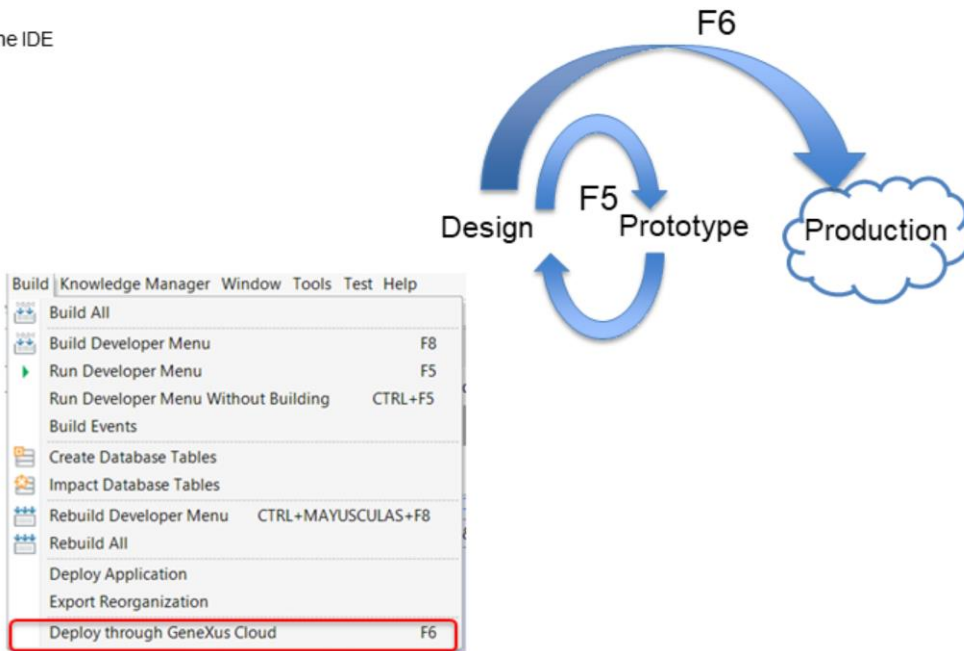 IDE
F6
F5
Design
Prototype
Production
Build Knowledge Manager Window Tools Test Help
Build All
Build Developer Menu F8
Run Developer Menu F5
Run Developer Menu Without Building CTRL+F5
Build Events
Create Database Tables
Impact Database Tables
Rebuild Developer Menu CTRL+MAYUSCULAS+F8
Rebuild All
Deploy Application
Export Reorganization
Deploy through GeneXus Cloud F6